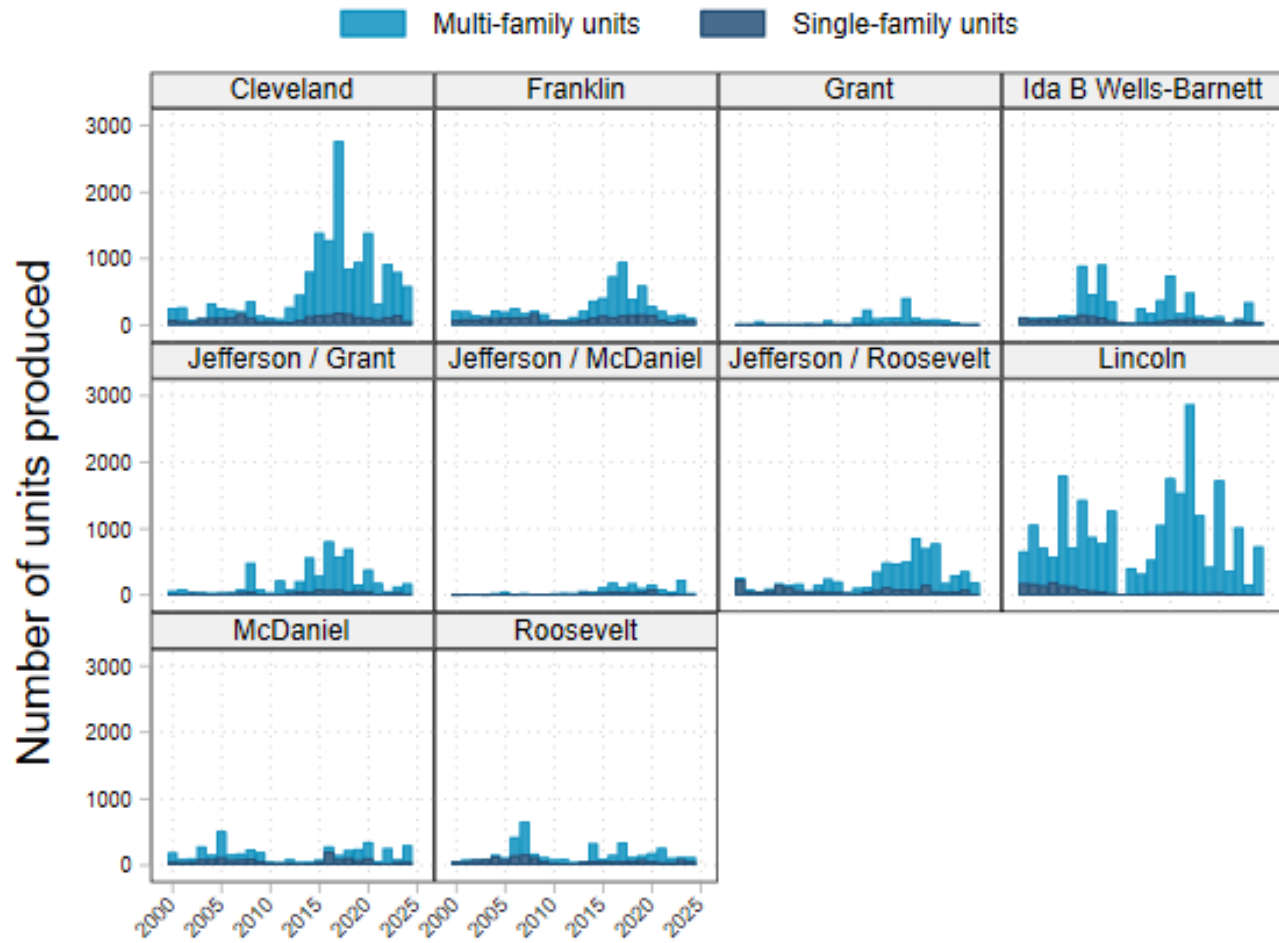 Multi-family units Single-family units
Cleveland Franklin Grant Ida B Wells-Barnett
3000
2000
1000
0
Jefferson / Grant Jefferson / McDaniel Jefferson / Roosevelt Lincoln
3000
2000
1000
0
McDaniel Roosevelt
3000
2000
1000
0
2000 2005 2010 2015 2020 2025 2000 2005 2010 2015 2020 2025
Number of units produced